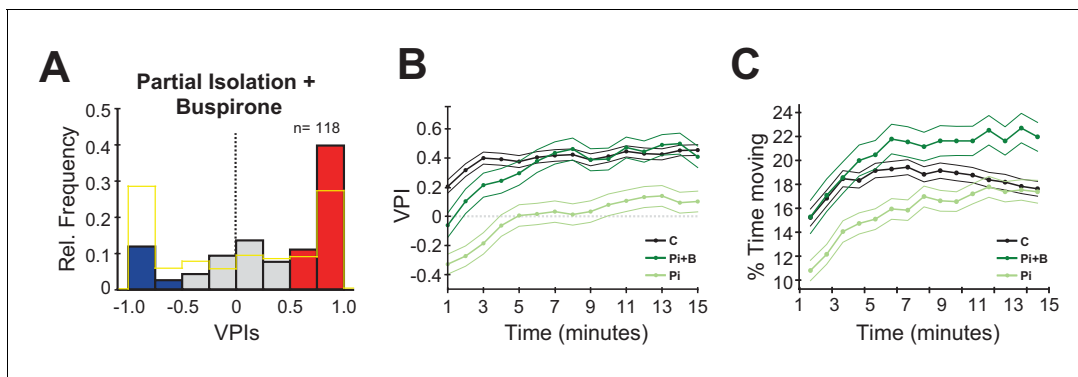 A
Partial Isolation +
Buspirone
n= 118
Rel. Frequency
0.5
0.4
0.3
0.2
0.1
0
-1.0 -0.5 0 0.5 1.0
VPIs
B
VPI
0.6
0.4
0.2
0
-0.2
-0.4
C
Pi+B
Pi
1 3 5 7 9 11 13 15
Time (minutes)
C
% Time moving
24
22
20
18
16
14
12
10
C
Pi+B
Pi
1 3 5 7 9 11 13 15
Time (minutes)